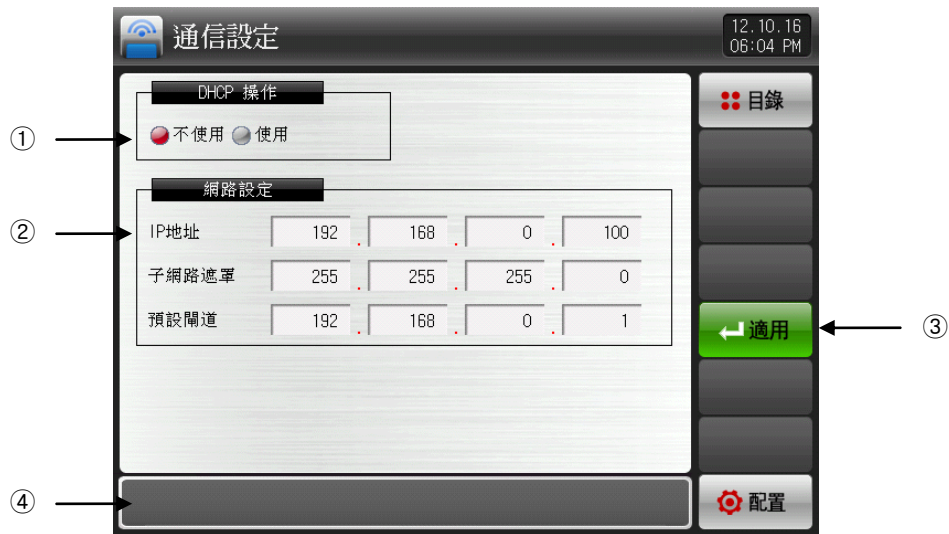 通信設定
12.10.16
06:04 PM
DHCP 操作
目錄
① 不使用 使用
網路設定
② IP地址 192 . 168 . 0 . 100
子網路遮罩 255 . 255 . 255 . 0
預設閘道 192 . 168 . 0 . 1
適用 ③
④
配置